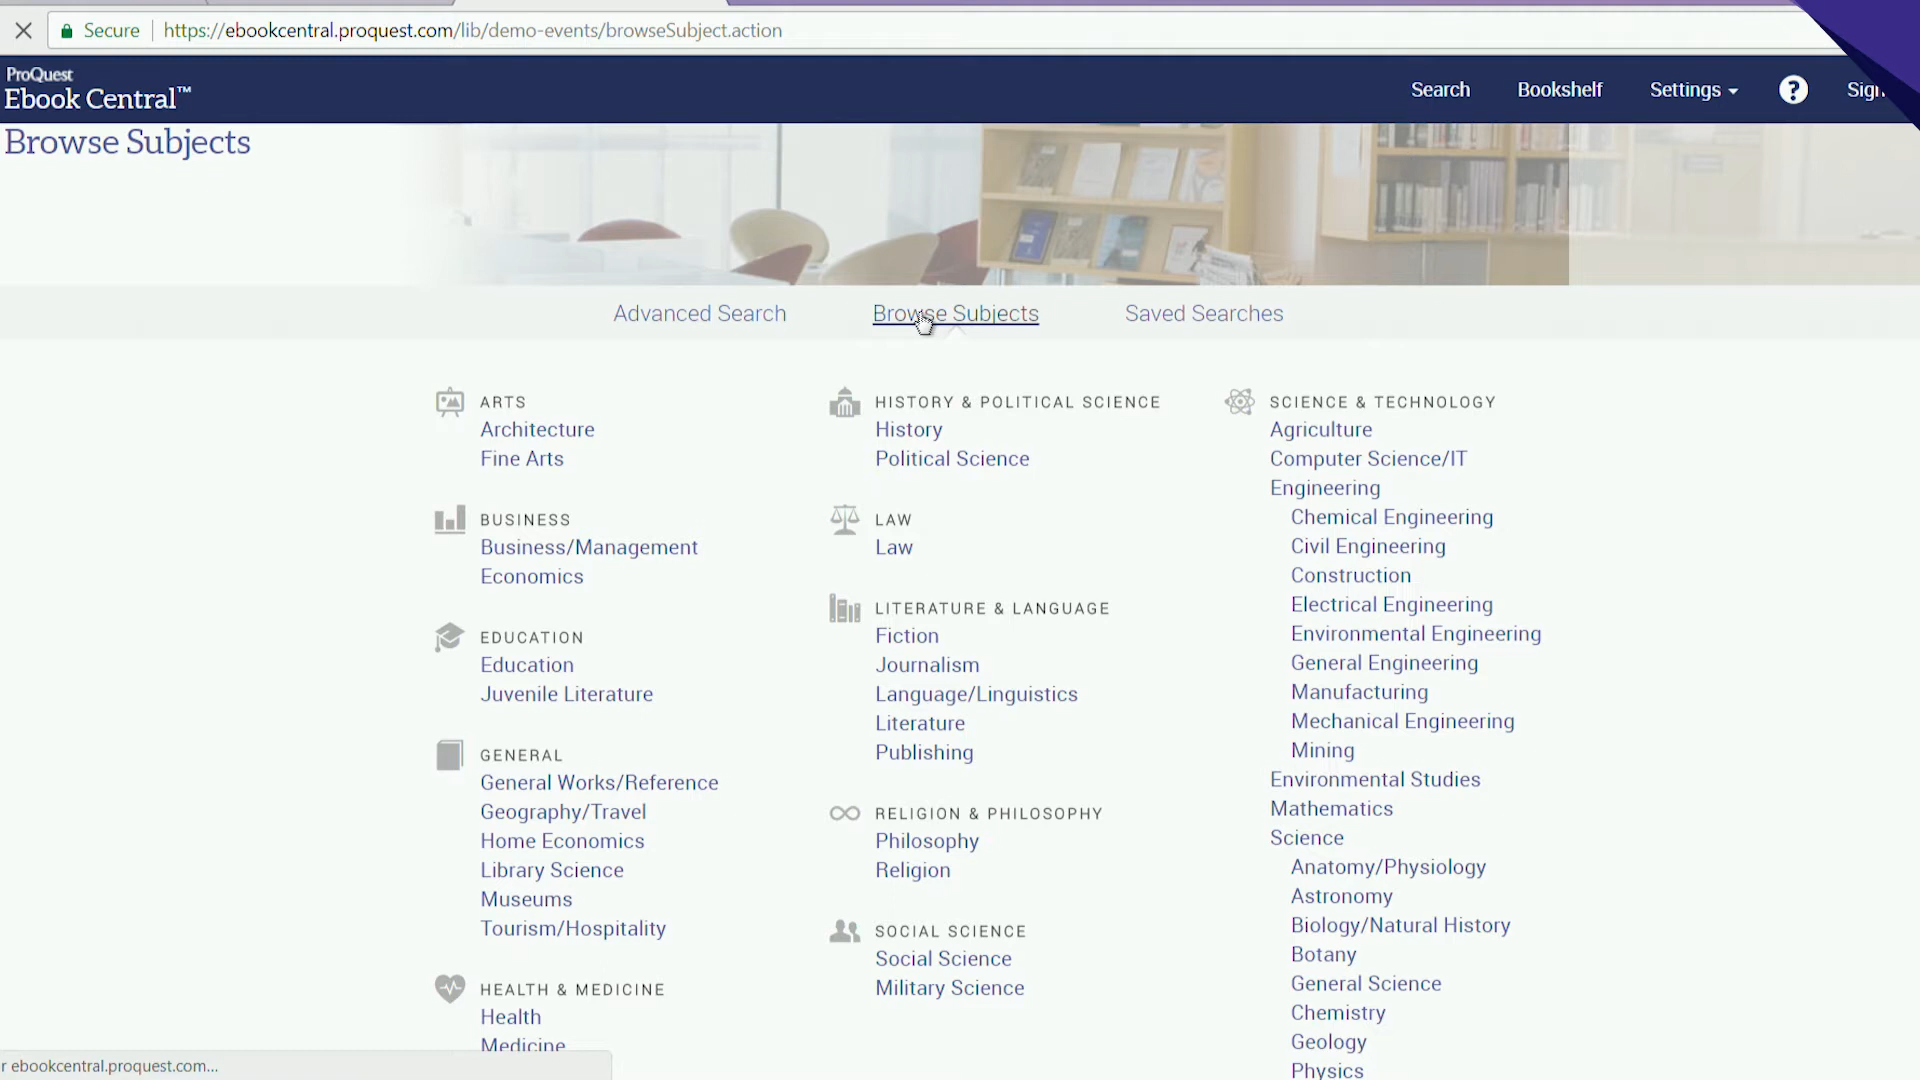 Secure
https://ebookcentral.proquest.com/lib/demo-events/browseSubject.action
ProQuest
Ebook Central™
Search
Bookshelf
Settings
?
Browse Subjects
Advanced Search
Browse Subjects
Saved Searches
ARTS
Architecture
Fine Arts
BUSINESS
Business/Management
Economics
EDUCATION
Education
Juvenile Literature
GENERAL
General Works/Reference
Geography/Travel
Home Economics
Library Science
Museums
Tourism/Hospitality
HEALTH & MEDICINE
Health
Medicine
HISTORY & POLITICAL SCIENCE
History
Political Science
LAW
Law
LITERATURE & LANGUAGE
Fiction
Journalism
Language/Linguistics
Literature
Publishing
RELIGION & PHILOSOPHY
Philosophy
Religion
SOCIAL SCIENCE
Social Science
Military Science
SCIENCE & TECHNOLOGY
Agriculture
Computer Science/IT
Engineering
Chemical Engineering
Civil Engineering
Construction
Electrical Engineering
Environmental Engineering
General Engineering
Manufacturing
Mechanical Engineering
Mining
Environmental Studies
Mathematics
Science
Anatomy/Physiology
Astronomy
Biology/Natural History
Botany
General Science
Chemistry
Geology
Physics
r ebookcentral.proquest.com...